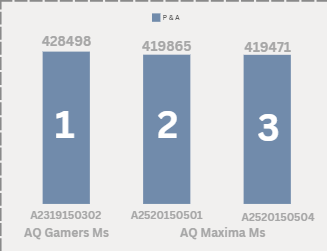 P & A
428498
419865
419471
1
2
3
A2319150302
A2520150501
A2520150504
AQ Gamers Ms
AQ Maxima Ms